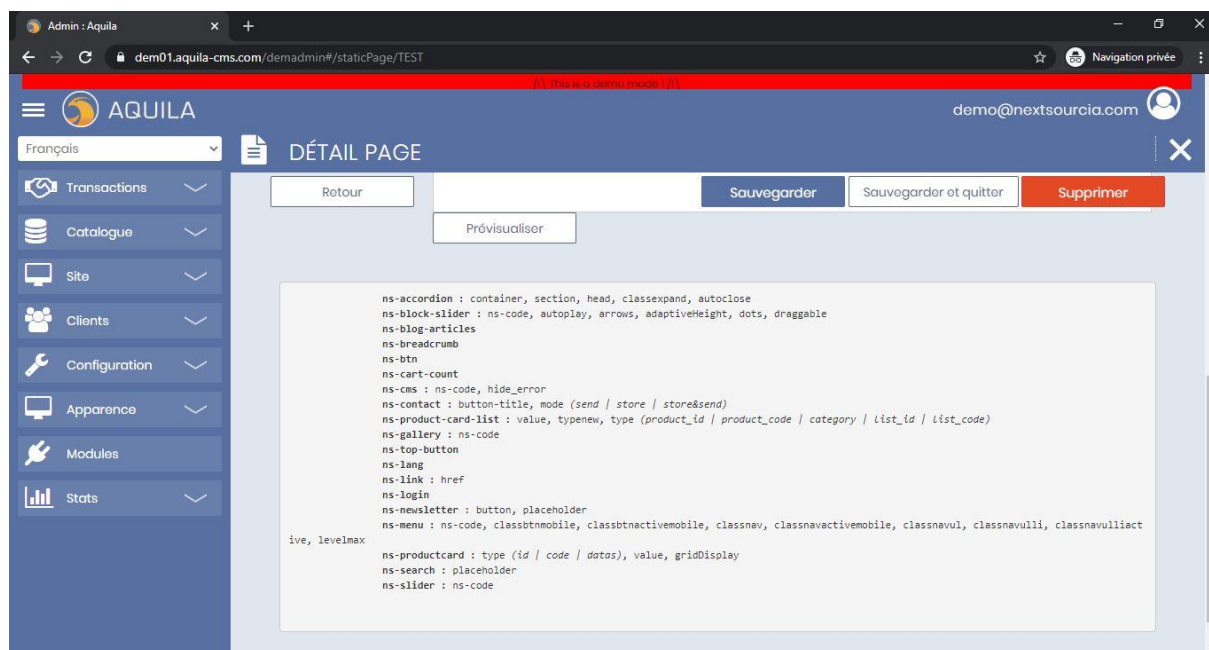 Admin : Aquila
dem01.aquila-cms.com/demadmin#/staticPage/TEST
Navigation privée
/!\ This is a demo mode ! /!\
AQUILA
demo@nextsourcia.com
Français
DÉTAIL PAGE
Transactions
Catalogue
Site
Clients
Configuration
Apparence
Modules
Stats
Retour
Sauvegarder
Sauvegarder et quitter
Supprimer
Prévisualiser
ns-accordion : container, section, head, classexpand, autoclose
ns-block-slider : ns-code, autoplay, arrows, adaptiveHeight, dots, draggable
ns-blog-articles
ns-breadcrumb
ns-btn
ns-cart-count
ns-cms : ns-code, hide_error
ns-contact : button-title, mode (send | store | store&send)
ns-product-card-list : value, typenew, type (product_id | product_code | category | list_id | list_code)
ns-gallery : ns-code
ns-top-button
ns-lang
ns-link : href
ns-login
ns-newsletter : button, placeholder
ns-menu : ns-code, classbtnmobile, classbtnactivemobile, classnav, classnavactivemobile, classnavul, classnavulli, classnavulliact
ive, levelmax
ns-productcard : type (id | code | datas), value, gridDisplay
ns-search : placeholder
ns-slider : ns-code